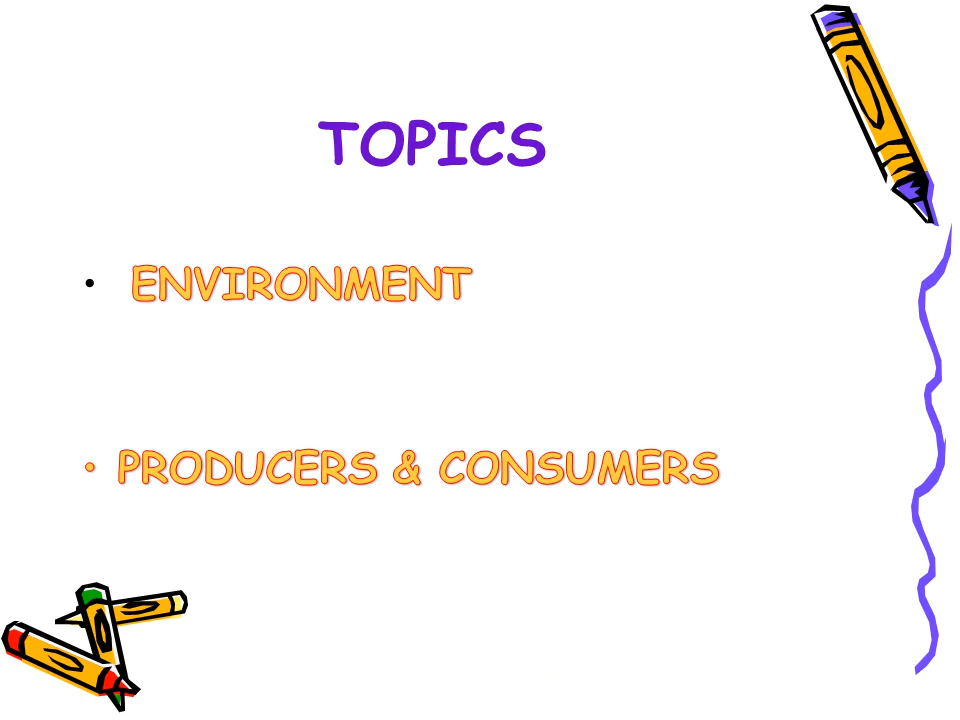 TOPICS
• ENVIRONMENT
• PRODUCERS & CONSUMERS